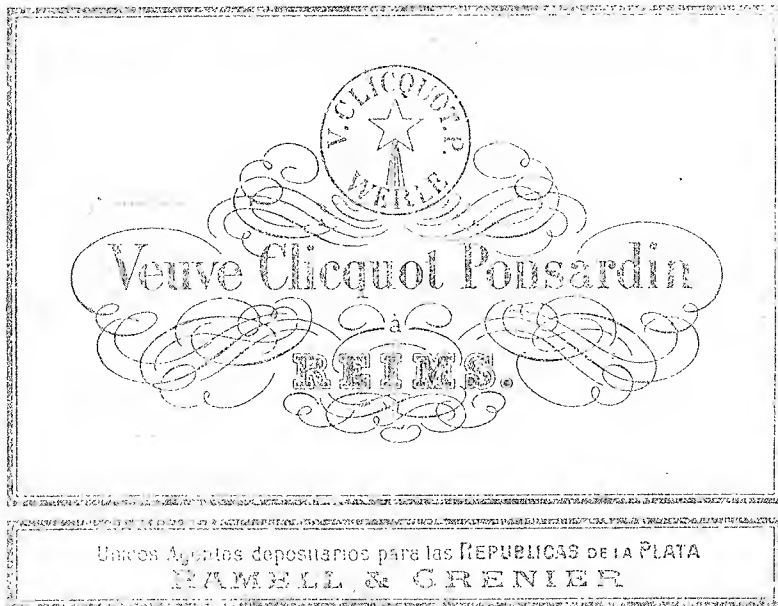 V. CLICQUOT. P.
WERLE
Veuve Clicquot Ponsardin
à
REIMS.
Unicos Agentes depositarios para las REPUBLICAS DE LA PLATA
RAMELL & GRENIER